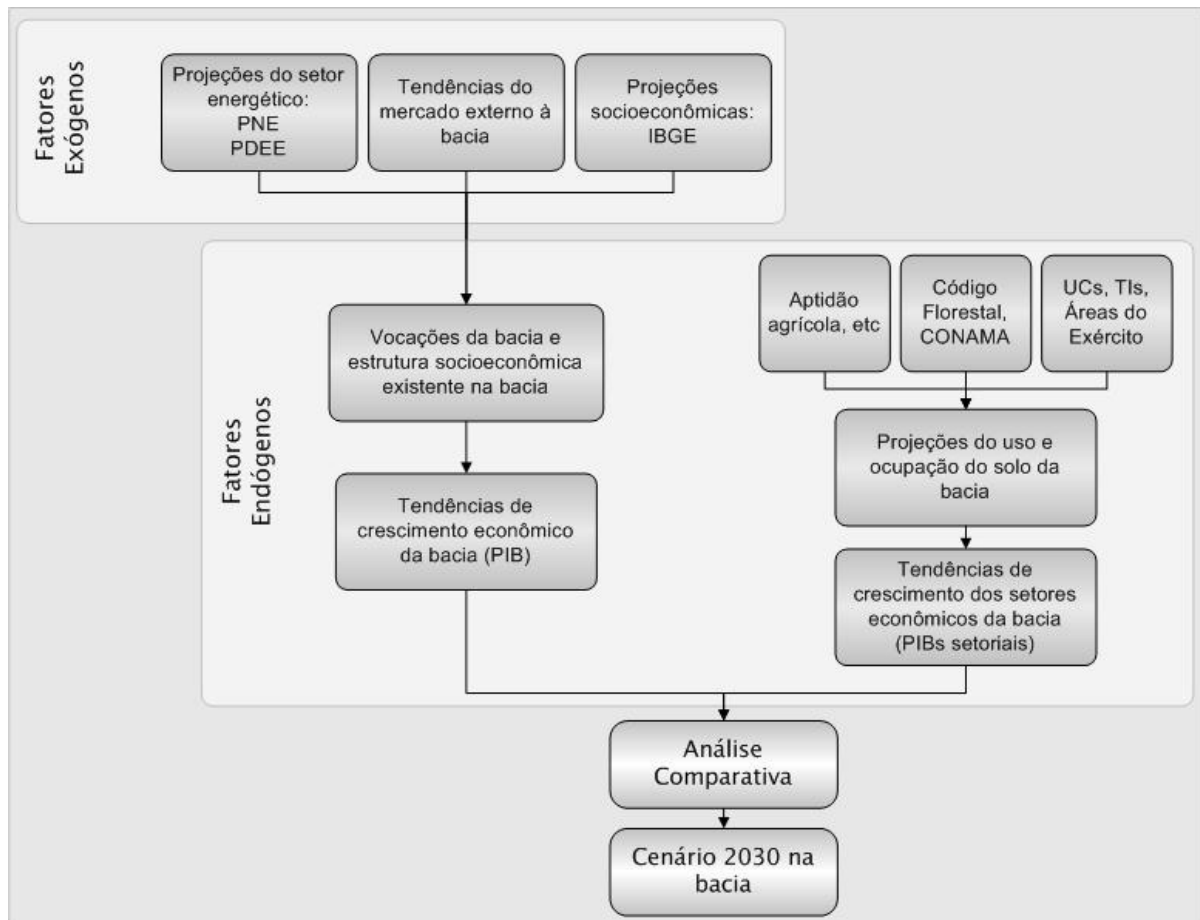 Fatores
Exógenos
Projeções do setor
energético:
PNE
PDEE
Tendências do
mercado externo à
bacia
Projeções
socioeconômicas:
IBGE
Fatores
Endógenos
Vocações da bacia e
estrutura socioeconômica
existente na bacia
Tendências de
crescimento econômico
da bacia (PIB)
Aptidão
agrícola, etc
Código
Florestal,
CONAMA
UCs, TIs,
Áreas do
Exército
Projeções do uso e
ocupação do solo da
bacia
Tendências de
crescimento dos setores
econômicos da bacia
(PIBs setoriais)
Análise
Comparativa
Cenário 2030 na
bacia